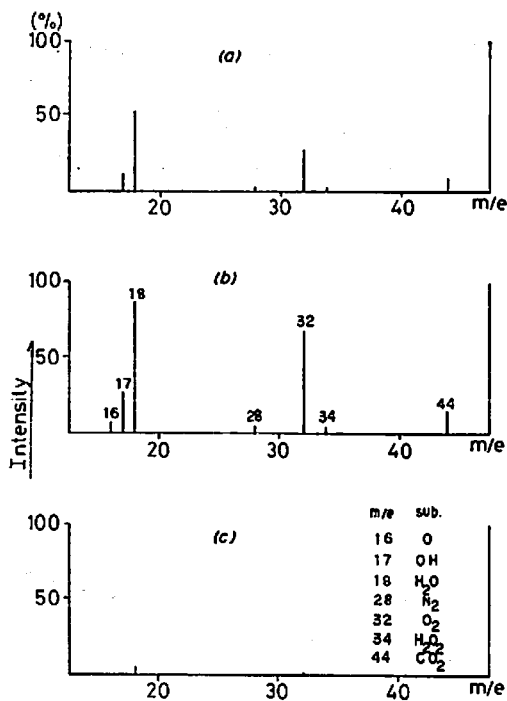 (%)
100
(a)
50
20 30 40 m/e
100
(b)
18
32
50
17
16
28
34
44
20 30 40 m/e
Intensity
100
(c)
50
m/e sub.
16 O
17 OH
18 H2O
28 N2
32 O2
34 H2O2
44 CO2
20 30 40 m/e